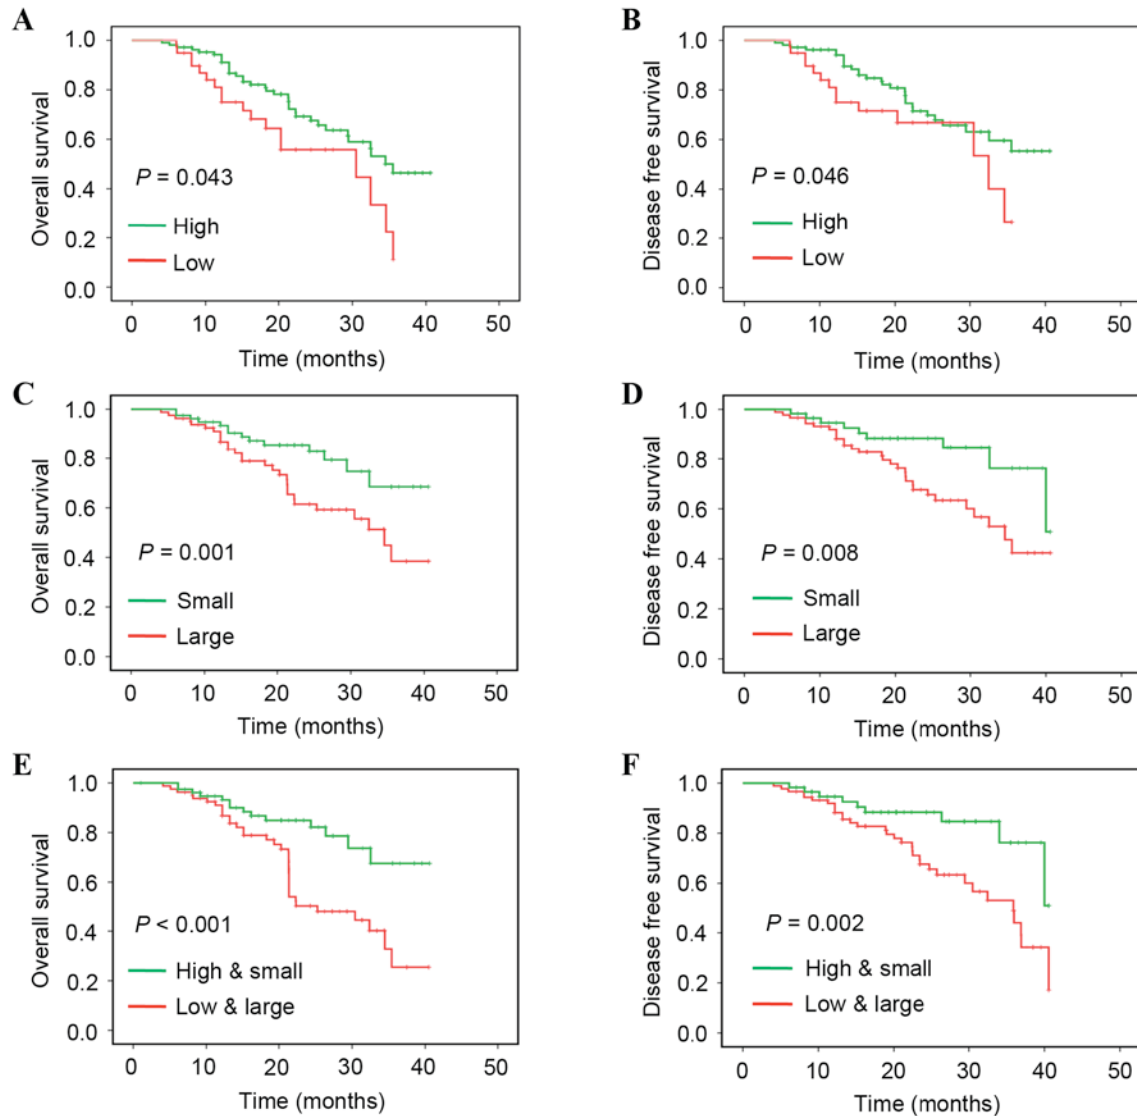 A
Overall survival
1.0
0.8
0.6
0.4
0.2
0.0
P = 0.043
High
Low
0 10 20 30 40 50
Time (months)
B
Disease free survival
1.0
0.8
0.6
0.4
0.2
0.0
P = 0.046
High
Low
0 10 20 30 40 50
Time (months)
C
Overall survival
1.0
0.8
0.6
0.4
0.2
0.0
P = 0.001
Small
Large
0 10 20 30 40 50
Time (months)
D
Disease free survival
1.0
0.8
0.6
0.4
0.2
0.0
P = 0.008
Small
Large
0 10 20 30 40 50
Time (months)
E
Overall survival
1.0
0.8
0.6
0.4
0.2
0.0
P < 0.001
High & small
Low & large
0 10 20 30 40 50
Time (months)
F
Disease free survival
1.0
0.8
0.6
0.4
0.2
0.0
P = 0.002
High & small
Low & large
0 10 20 30 40 50
Time (months)